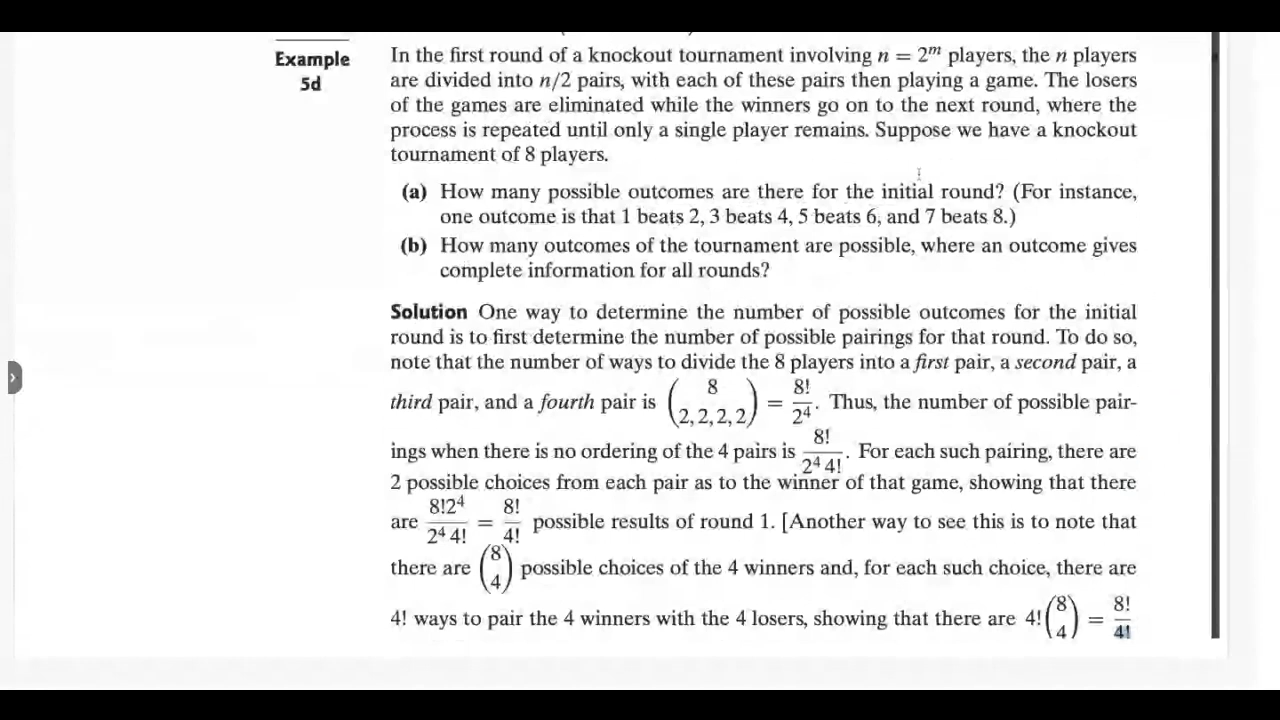 Example
5d
In the first round of a knockout tournament involving n = 2^m players, the n players
are divided into n/2 pairs, with each of these pairs then playing a game. The losers
of the games are eliminated while the winners go on to the next round, where the
process is repeated until only a single player remains. Suppose we have a knockout
tournament of 8 players.
(a) How many possible outcomes are there for the initial round? (For instance,
one outcome is that 1 beats 2, 3 beats 4, 5 beats 6, and 7 beats 8.)
(b) How many outcomes of the tournament are possible, where an outcome gives
complete information for all rounds?
Solution One way to determine the number of possible outcomes for the initial
round is to first determine the number of possible pairings for that round. To do so,
note that the number of ways to divide the 8 players into a first pair, a second pair, a
third pair, and a fourth pair is (8 / 2, 2, 2, 2) = 8!/2^4. Thus, the number of possible pair-
ings when there is no ordering of the 4 pairs is 8!/(2^4 4!). For each such pairing, there are
2 possible choices from each pair as to the winner of that game, showing that there
are 8!2^4/(2^4 4!) = 8!/4! possible results of round 1. [Another way to see this is to note that
there are (8 / 4) possible choices of the 4 winners and, for each such choice, there are
4! ways to pair the 4 winners with the 4 losers, showing that there are 4!(8 / 4) = 8!/4!